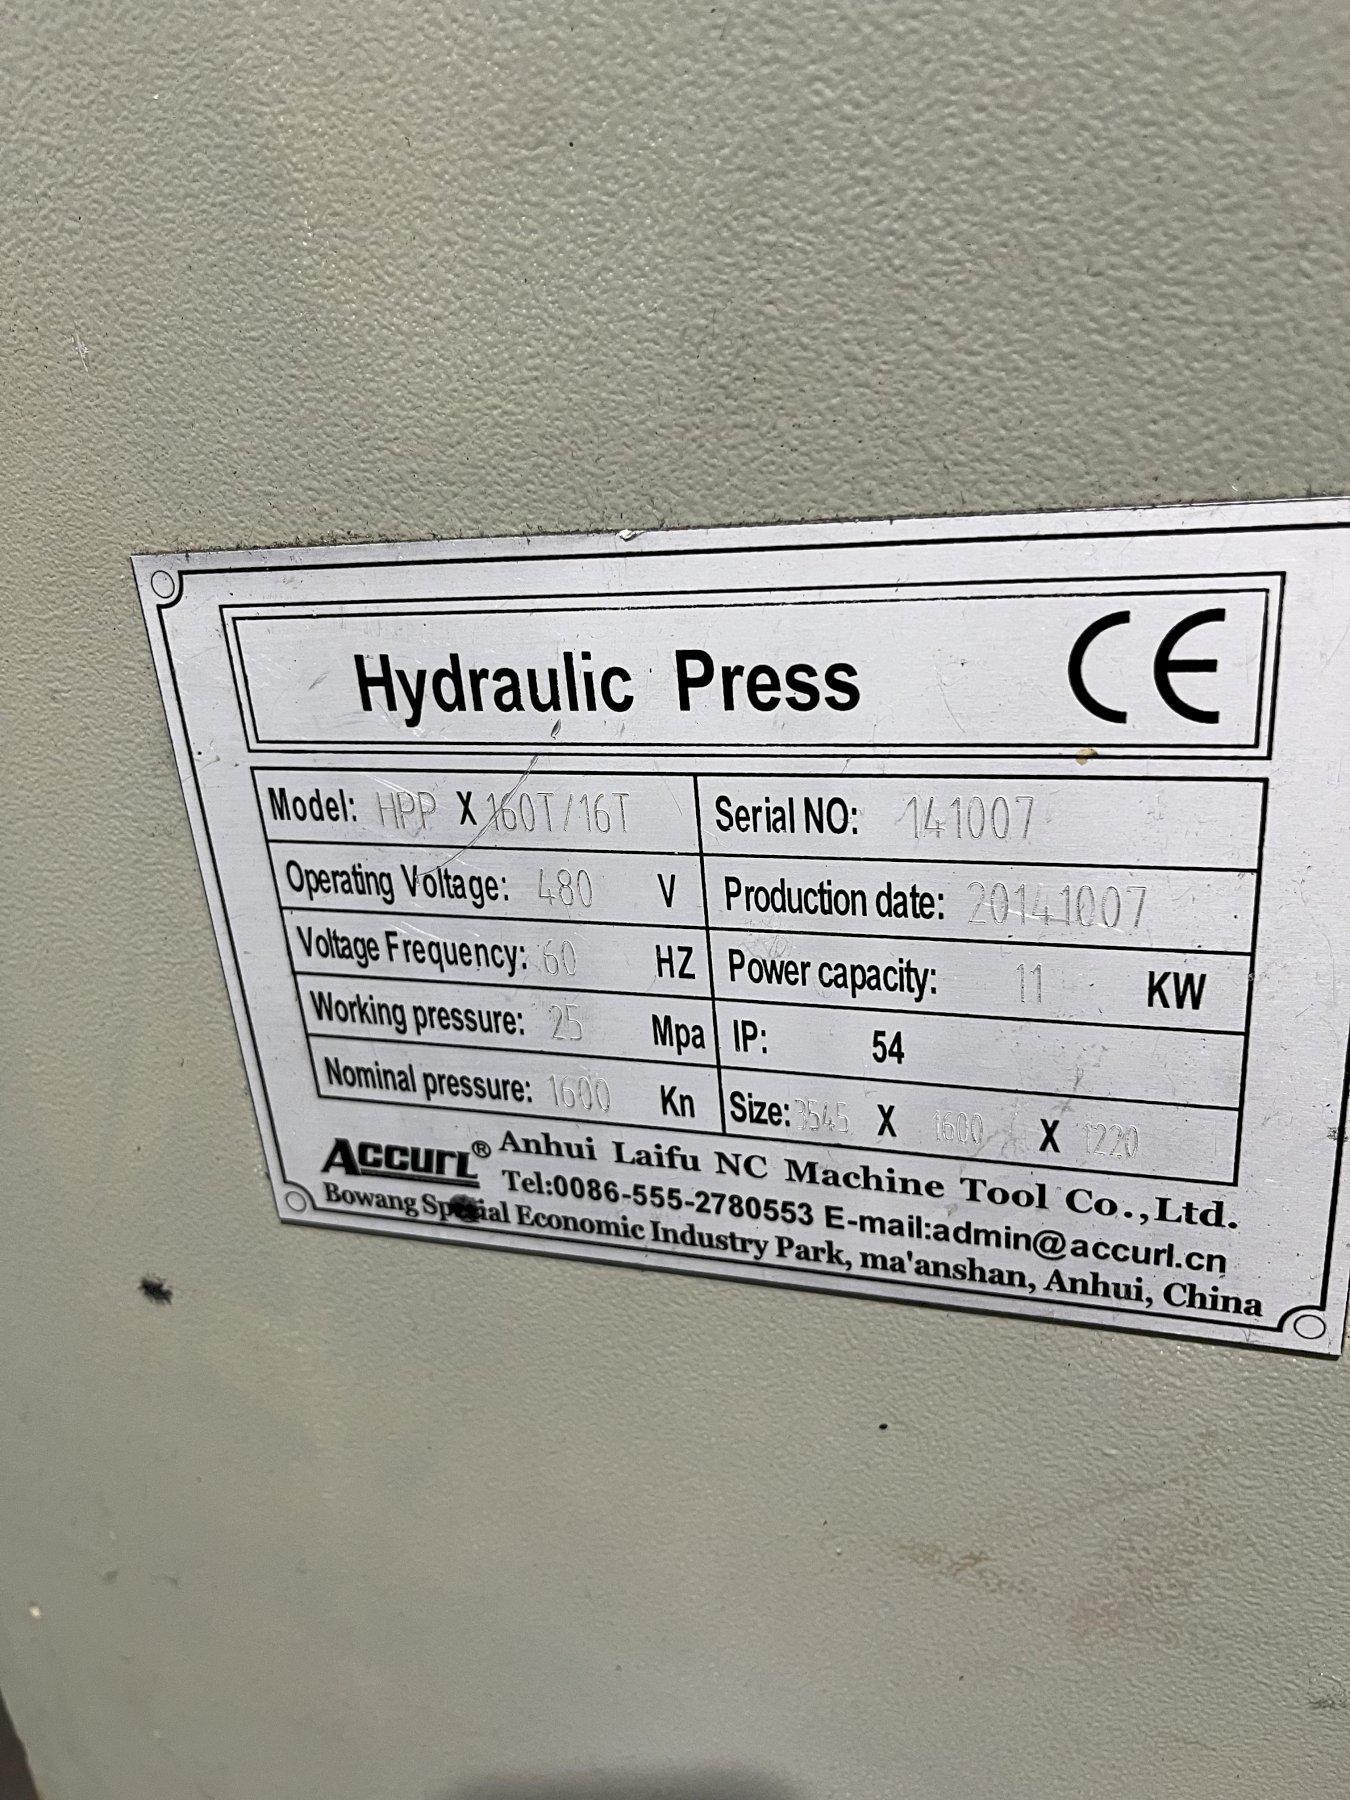 Hydraulic Press CE
Model: HPP X 160T/16T Serial NO: 141007
Operating Voltage: 480 V Production date: 20141007
Voltage Frequency: 60 HZ Power capacity: 11 KW
Working pressure: 25 Mpa IP: 54
Nominal pressure: 1600 Kn Size: 3545 X 1600 X 1220
ACCURL® Anhui Laifu NC Machine Tool Co.,Ltd.
Tel:0086-555-2780553 E-mail:admin@accurl.cn
Bowang Special Economic Industry Park, ma'anshan, Anhui, China